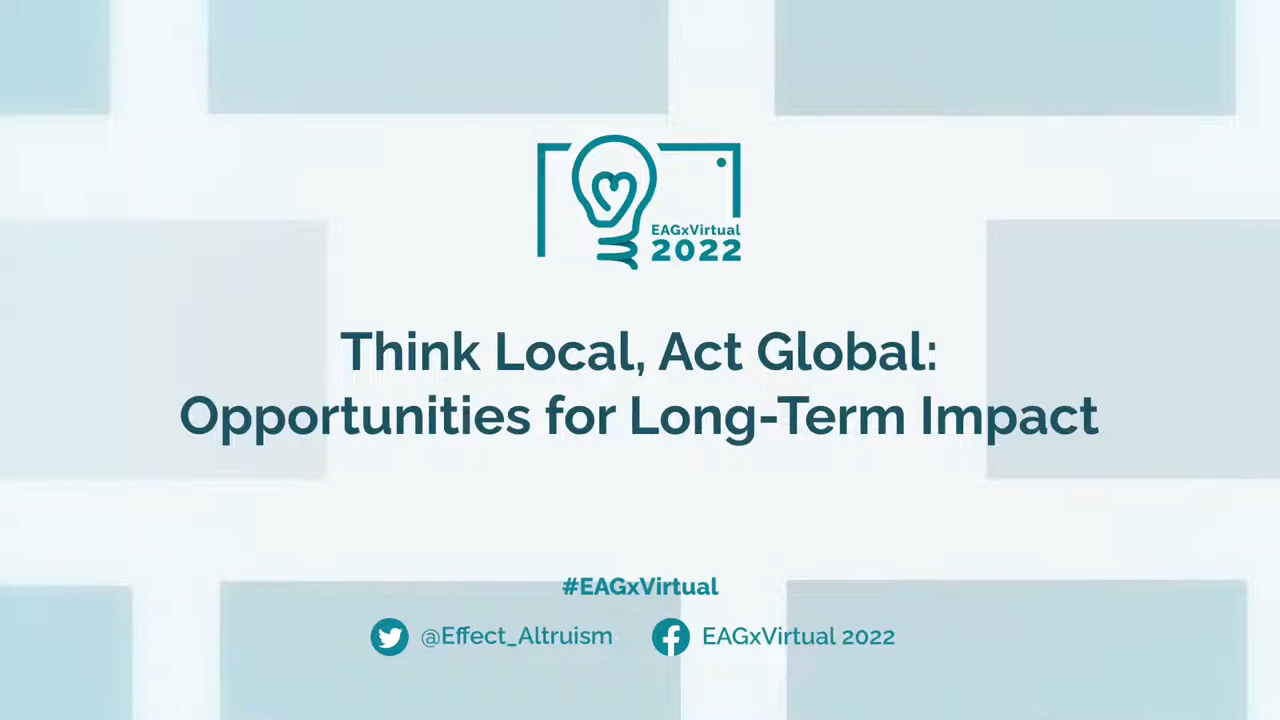 EAGxVirtual
2022
Think Local, Act Global:
Opportunities for Long-Term Impact
#EAGxVirtual
@Effect_Altruism
EAGxVirtual 2022